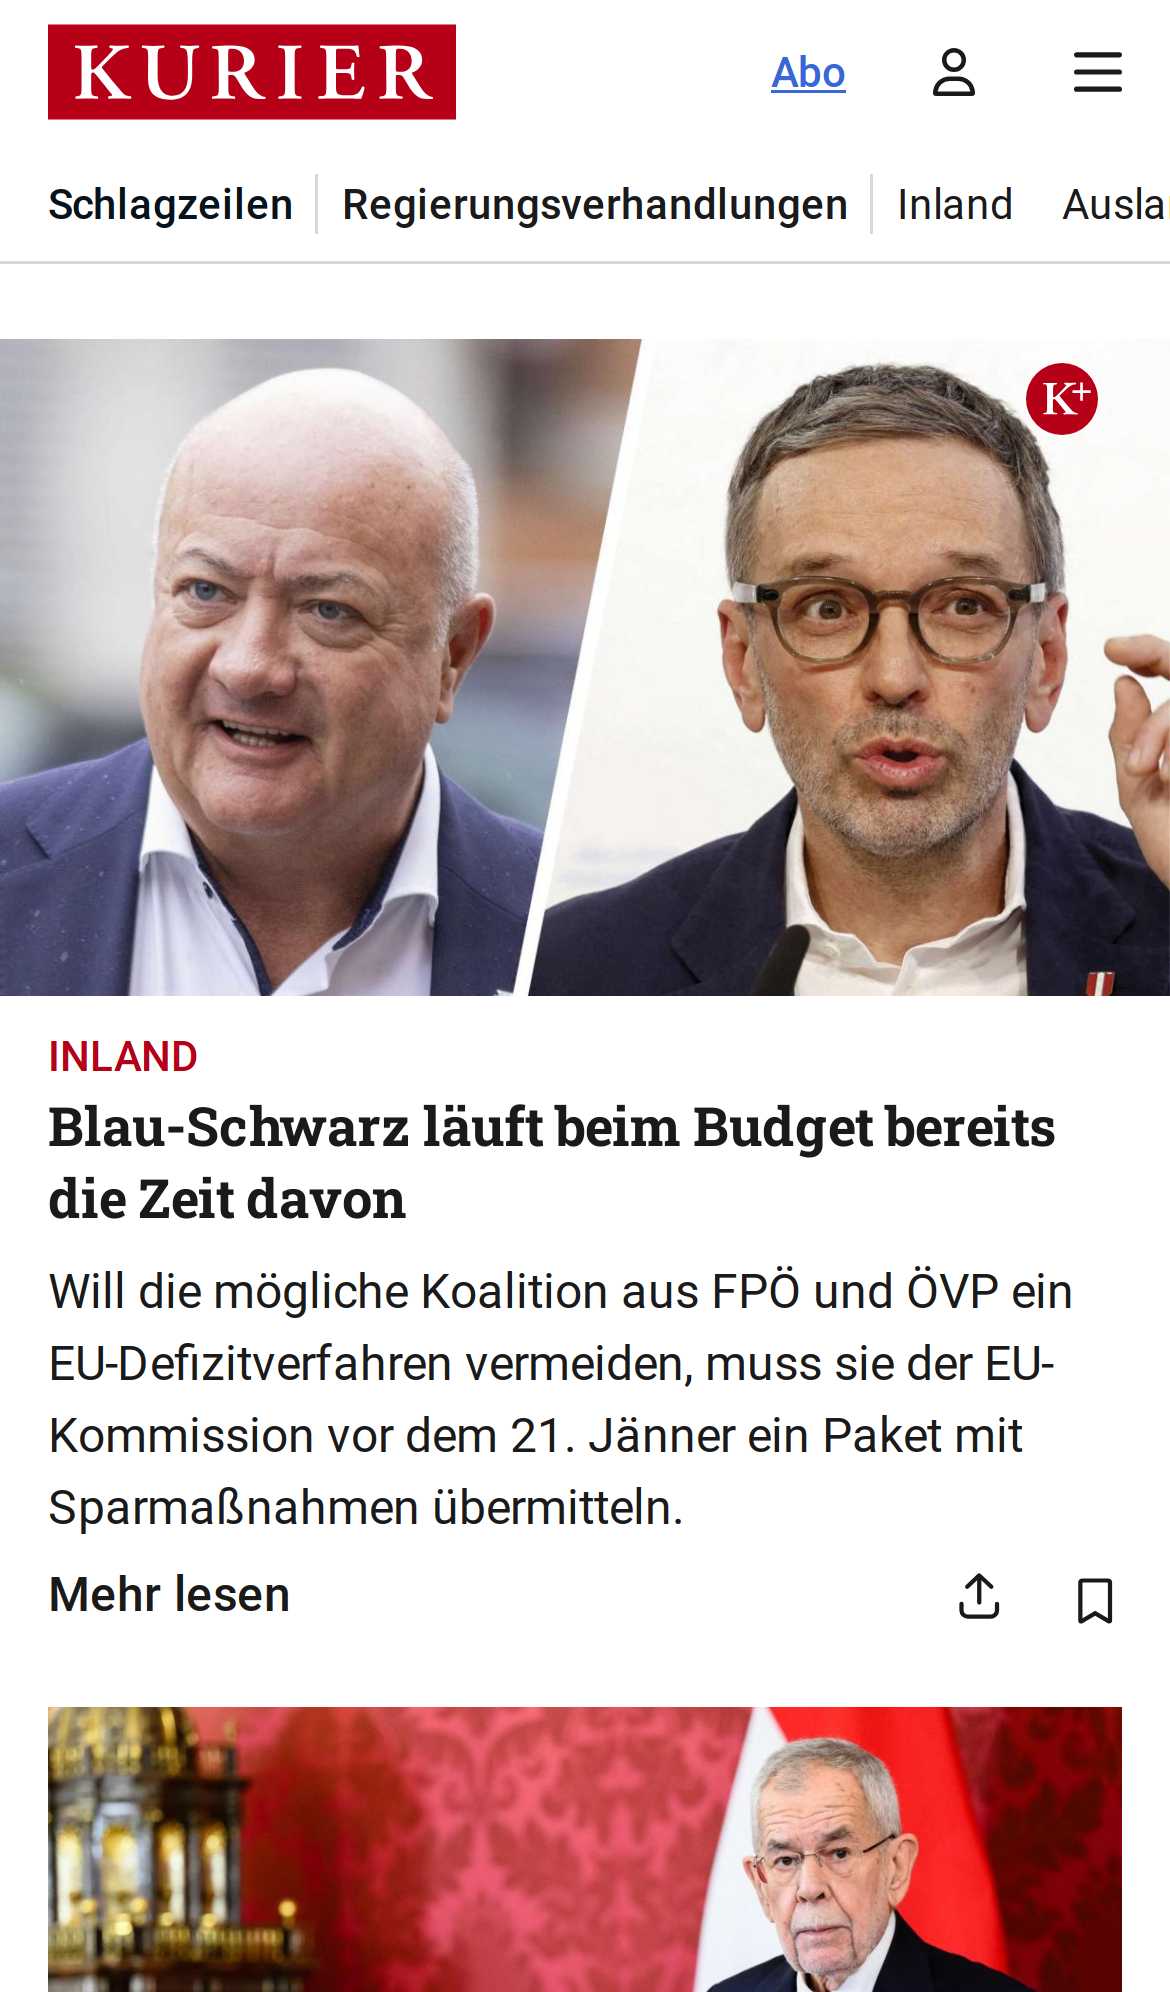 KURIER
Abo
Schlagzeilen
Regierungsverhandlungen
Inland
Ausla
K+
INLAND
Blau-Schwarz läuft beim Budget bereits
die Zeit davon
Will die mögliche Koalition aus FPÖ und ÖVP ein
EU-Defizitverfahren vermeiden, muss sie der EU-
Kommission vor dem 21. Jänner ein Paket mit
Sparmaßnahmen übermitteln.
Mehr lesen